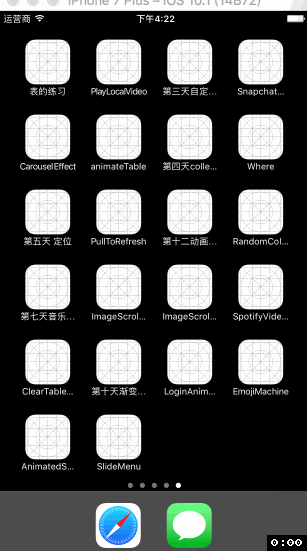 iPhone 7 Plus – iOS 10.1 (14B72)
运营商 下午4:22
表的练习 PlayLocalVideo 第三天自定... Snapchat...
CarouselEffect animateTable 第四天colle... Where
第五天 定位 PullToRefresh 第十二动画... RandomCol...
第七天音乐... ImageScrol... ImageScrol... SpotifyVide...
ClearTable... 第十天渐变... LoginAnim... EmojiMachine
AnimatedS... SlideMenu
0:00